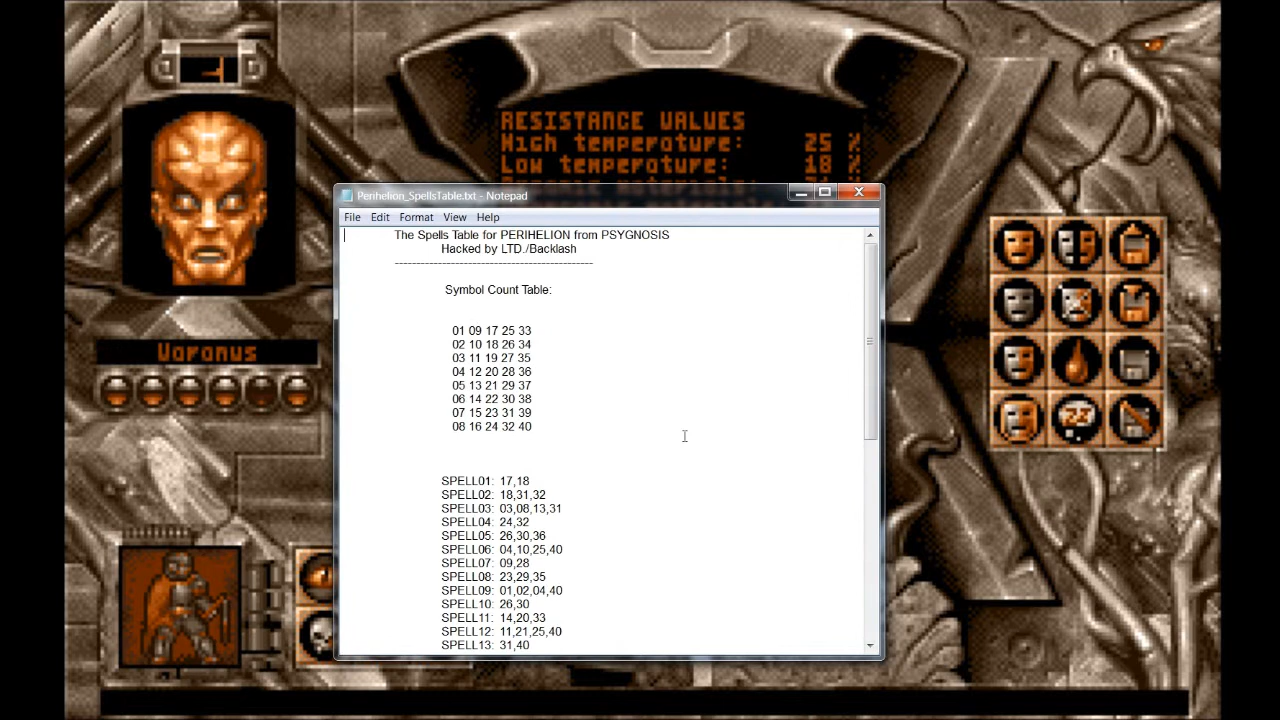 RESISTANCE VALUES
High temperature: 25 %
Low temperature: 18 %
Perihelion_SpellsTable.txt - Notepad
File Edit Format View Help
The Spells Table for PERIHELION from PSYGNOSIS
Hacked by LTD./Backlash
---------------------------------------------
Symbol Count Table:
01 09 17 25 33
02 10 18 26 34
03 11 19 27 35
04 12 20 28 36
05 13 21 29 37
06 14 22 30 38
07 15 23 31 39
08 16 24 32 40
SPELL01: 17,18
SPELL02: 18,31,32
SPELL03: 03,08,13,31
SPELL04: 24,32
SPELL05: 26,30,36
SPELL06: 04,10,25,40
SPELL07: 09,28
SPELL08: 23,29,35
SPELL09: 01,02,04,40
SPELL10: 26,30
SPELL11: 14,20,33
SPELL12: 11,21,25,40
SPELL13: 31,40
Varanus